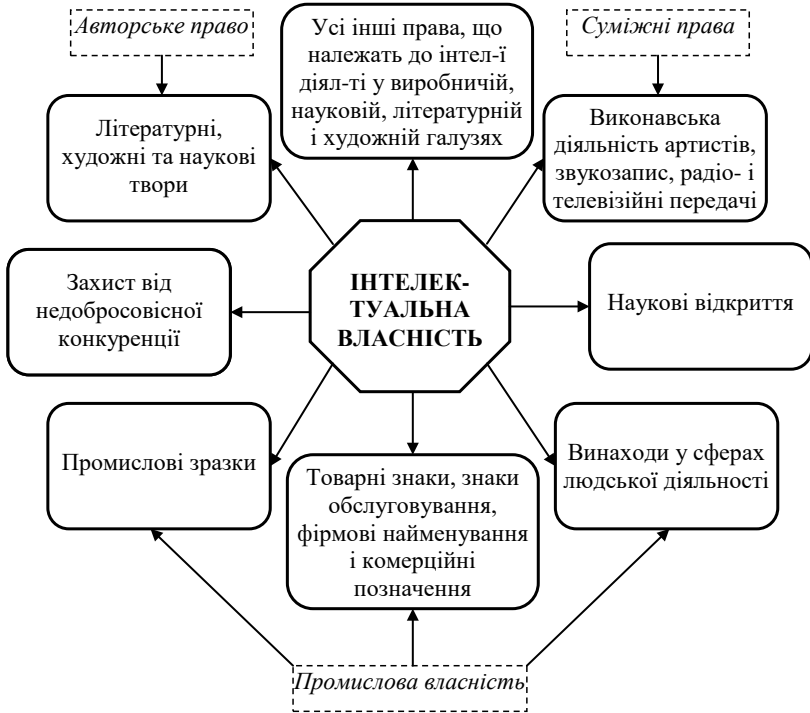 Авторське право
Усі інші права, що
належать до інтел-ї
діял-ті у виробничій,
науковій, літературній
і художній галузях
Суміжні права
Літературні,
художні та наукові
твори
Виконавська
діяльність артистів,
звукозапис, радіо- і
телевізійні передачі
Захист від
недобросовісної
конкуренції
ІНТЕЛЕК-
ТУАЛЬНА
ВЛАСНІСТЬ
Наукові відкриття
Промислові зразки
Товарні знаки, знаки
обслуговування,
фірмові найменування
і комерційні
позначення
Винаходи у сферах
людської діяльності
Промислова власність